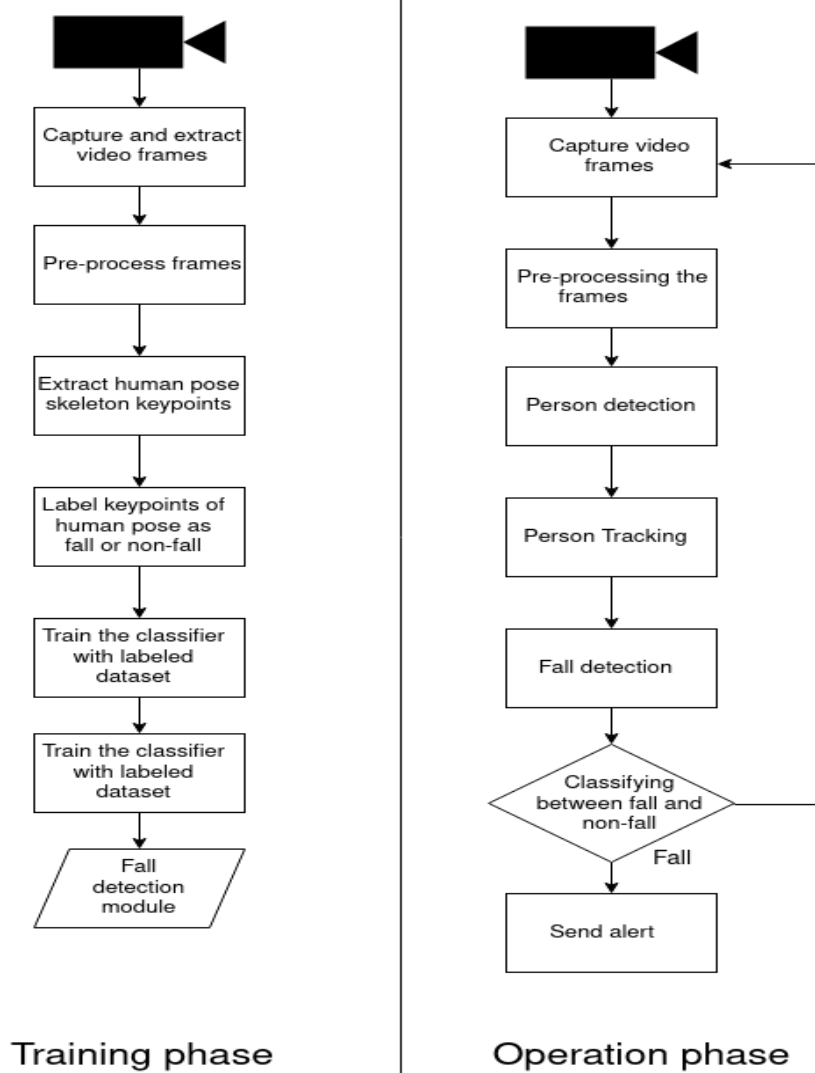 Capture and extract
video frames
Pre-process frames
Extract human pose
skeleton keypoints
Label keypoints of
human pose as
fall or non-fall
Train the classifier
with labeled
dataset
Train the classifier
with labeled
dataset
Fall
detection
module
Training phase
Capture video
frames
Pre-processing the
frames
Person detection
Person Tracking
Fall detection
Classifying
between fall and
non-fall
Fall
Send alert
Operation phase